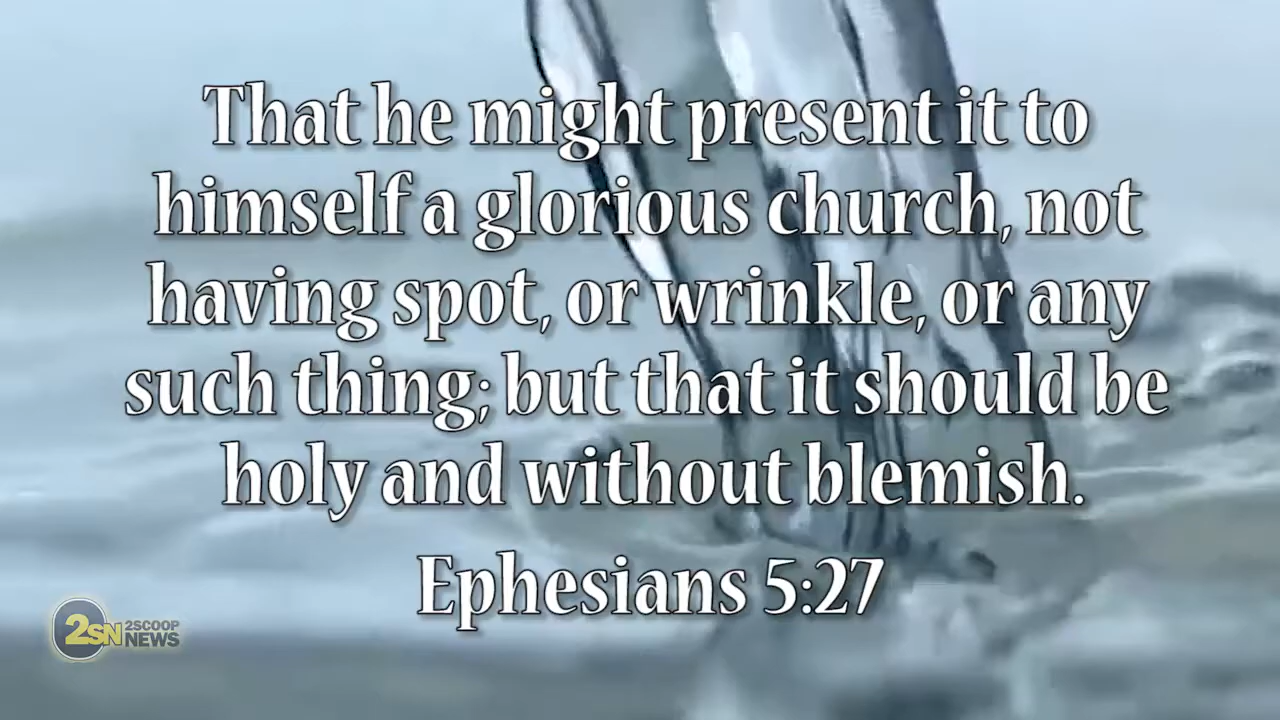 That he might present it to
himself a glorious church, not
having spot, or wrinkle, or any
such thing; but that it should be
holy and without blemish.
Ephesians 5:27
2SN 2SCOOP
NEWS